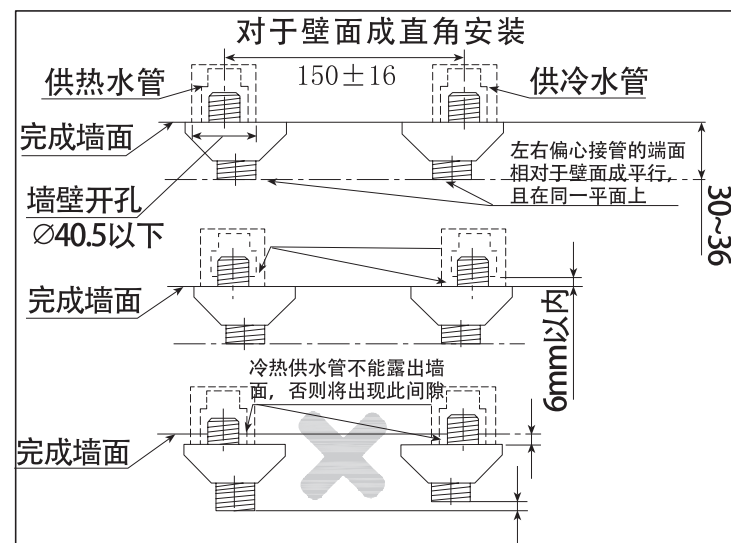 对于壁面成直角安装
供热水管
150±16
供冷水管
完成墙面
左右偏心接管的端面
相对于壁面成平行,
且在同一平面上
墙壁开孔
∅40.5以下
30~36
完成墙面
6mm以内
冷热供水管不能露出墙
面，否则将出现此间隙
完成墙面